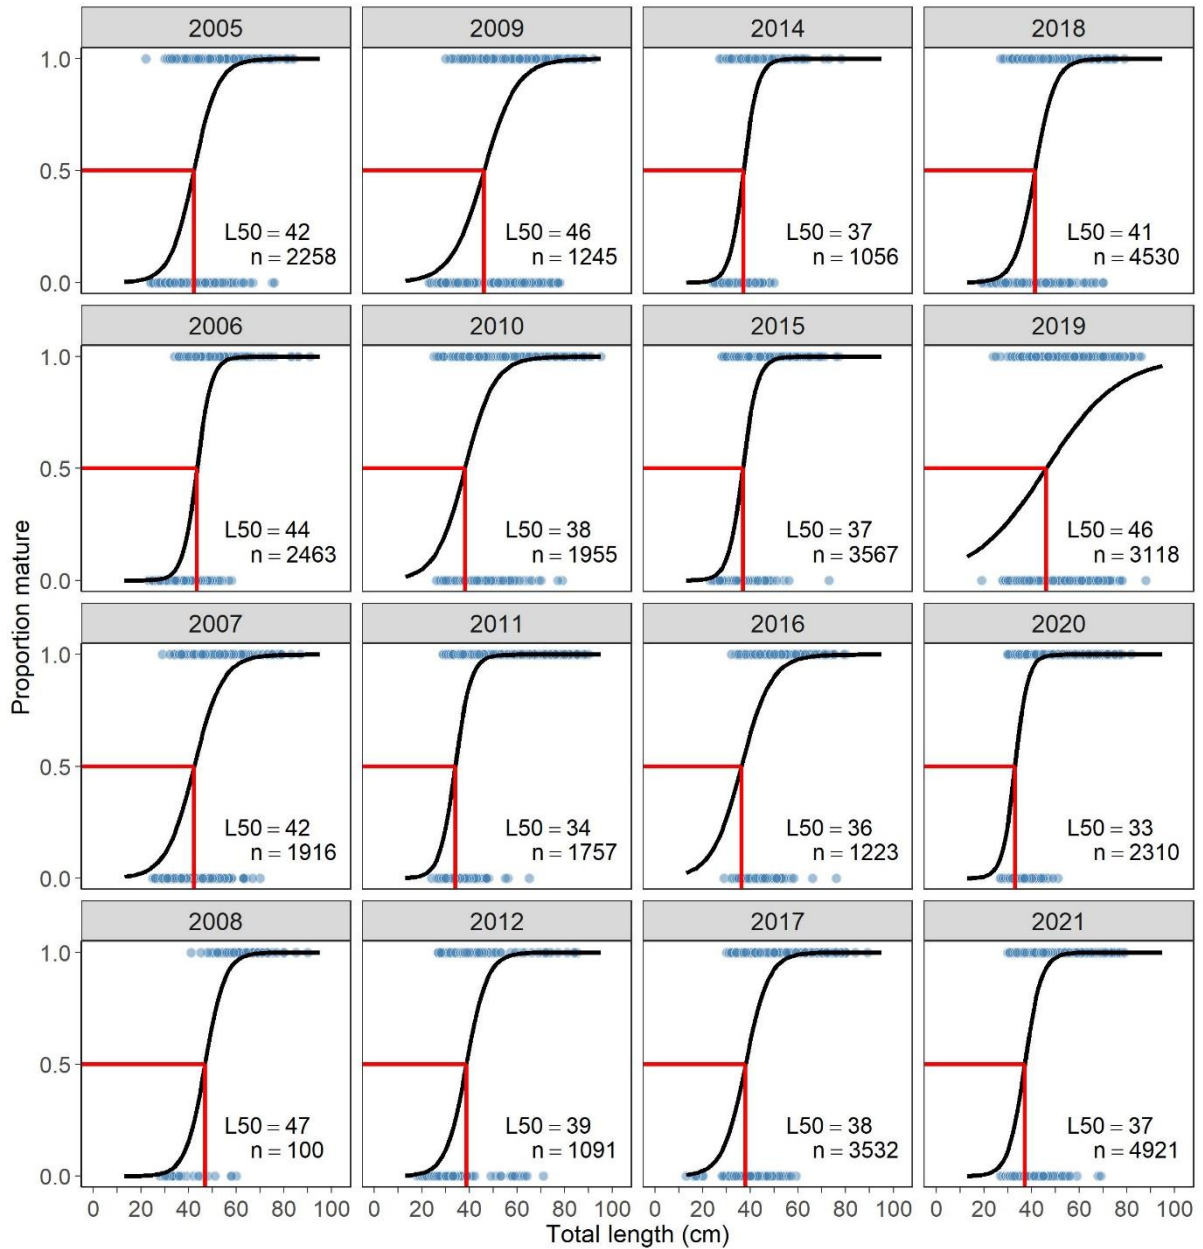 2005
2009
2014
2018
1.0
0.5
0.0
L50 = 42
n = 2258
L50 = 46
n = 1245
L50 = 37
n = 1056
L50 = 41
n = 4530
2006
2010
2015
2019
1.0
0.5
0.0
L50 = 44
n = 2463
L50 = 38
n = 1955
L50 = 37
n = 3567
L50 = 46
n = 3118
Proportion mature
2007
2011
2016
2020
1.0
0.5
0.0
L50 = 42
n = 1916
L50 = 34
n = 1757
L50 = 36
n = 1223
L50 = 33
n = 2310
2008
2012
2017
2021
1.0
0.5
0.0
L50 = 47
n = 100
L50 = 39
n = 1091
L50 = 38
n = 3532
L50 = 37
n = 4921
0 20 40 60 80 100
0 20 40 60 80 100
0 20 40 60 80 100
0 20 40 60 80 100
Total length (cm)